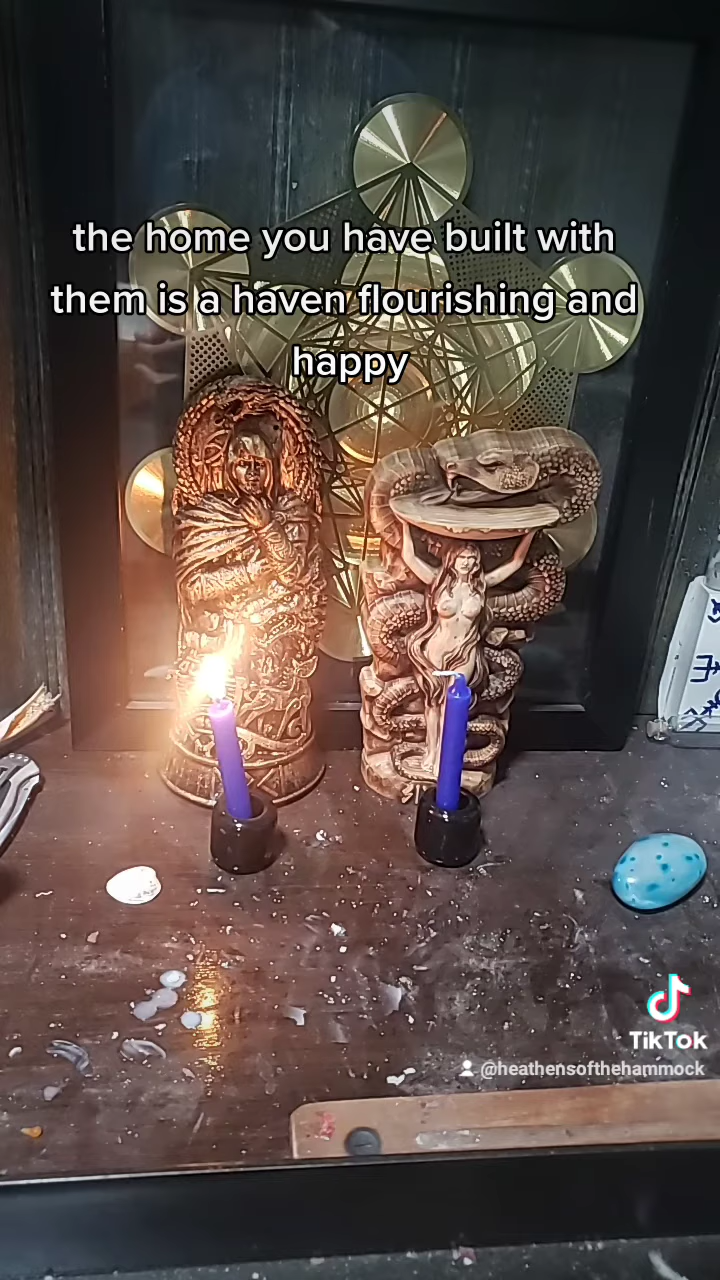 the home you have built with
them is a haven flourishing and
happy
TikTok
@heathensofthehammock